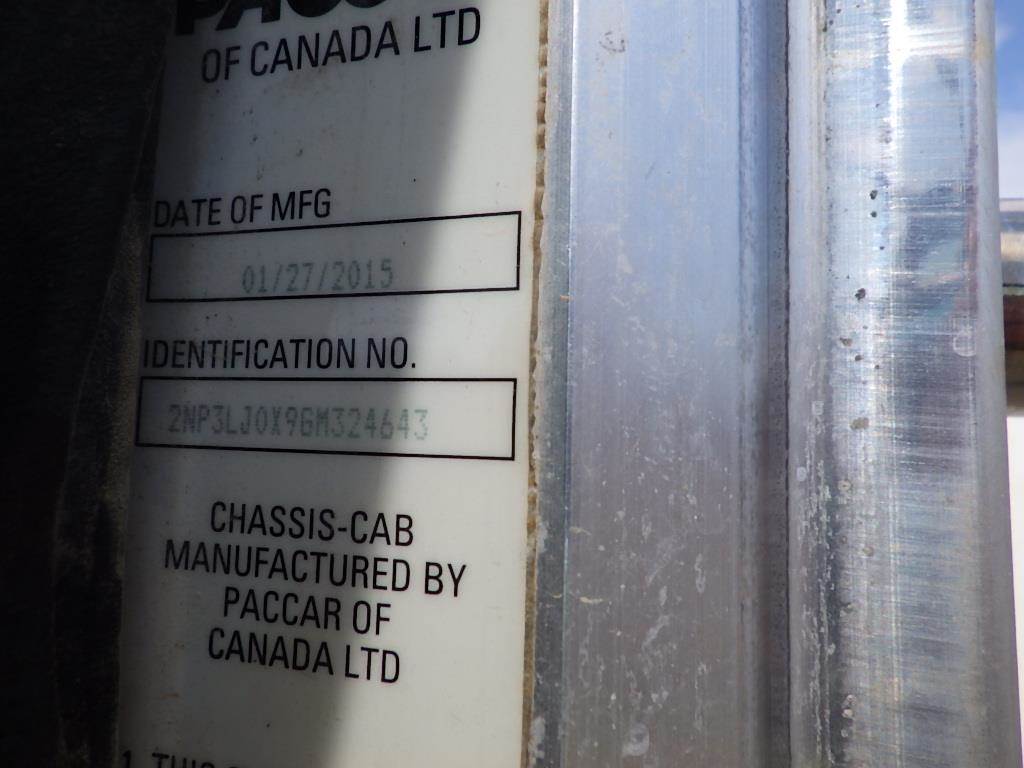 OF CANADA LTD
DATE OF MFG
01/27/2015
IDENTIFICATION NO.
2NP3LJ0X9GM324643
CHASSIS-CAB
MANUFACTURED BY
PACCAR OF
CANADA LTD